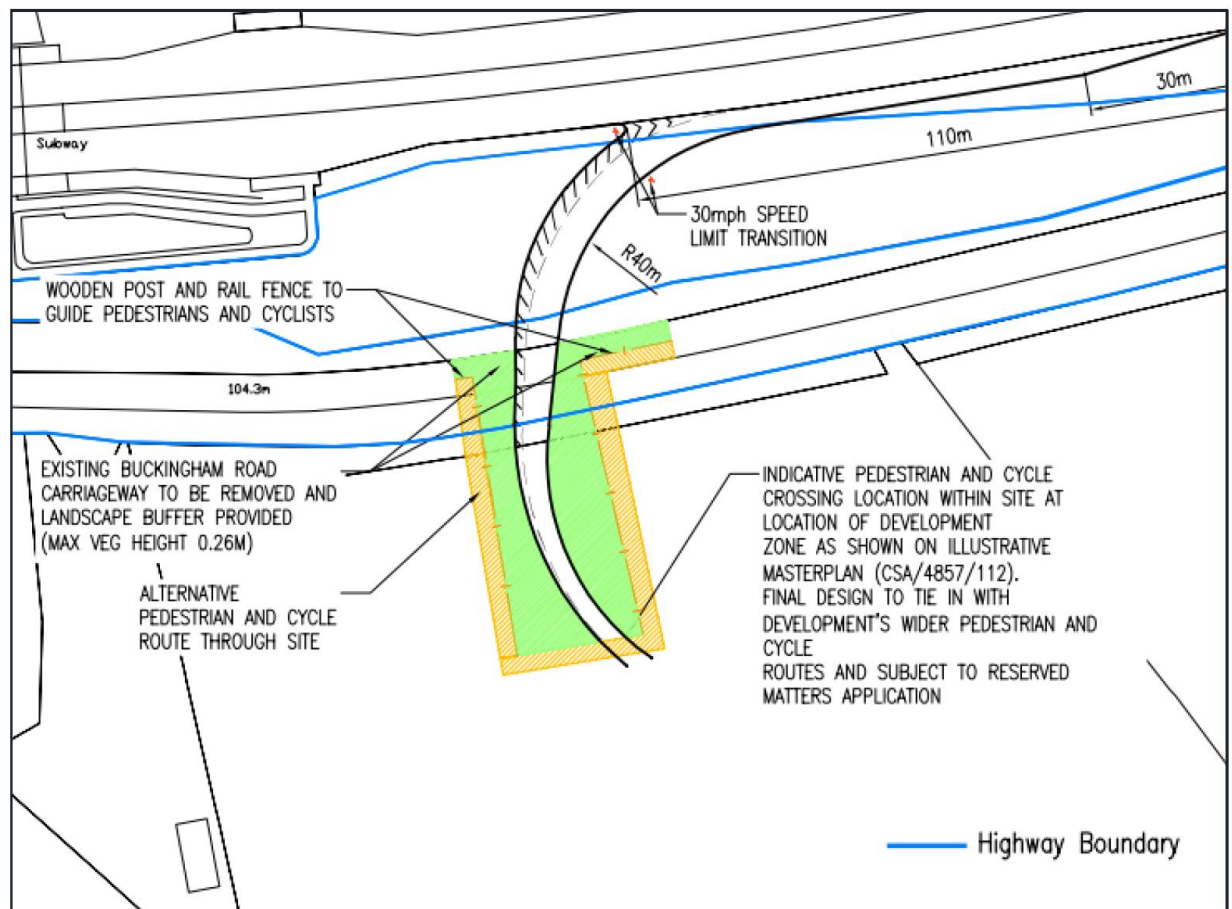 30m
110m
Subway
30mph SPEED
LIMIT TRANSITION
R40m
WOODEN POST AND RAIL FENCE TO
GUIDE PEDESTRIANS AND CYCLISTS
104.3m
EXISTING BUCKINGHAM ROAD
CARRIAGEWAY TO BE REMOVED AND
LANDSCAPE BUFFER PROVIDED
(MAX VEG HEIGHT 0.26M)
ALTERNATIVE
PEDESTRIAN AND CYCLE
ROUTE THROUGH SITE
INDICATIVE PEDESTRIAN AND CYCLE
CROSSING LOCATION WITHIN SITE AT
LOCATION OF DEVELOPMENT
ZONE AS SHOWN ON ILLUSTRATIVE
MASTERPLAN (CSA/4857/112).
FINAL DESIGN TO TIE IN WITH
DEVELOPMENT'S WIDER PEDESTRIAN AND
CYCLE
ROUTES AND SUBJECT TO RESERVED
MATTERS APPLICATION
Highway Boundary